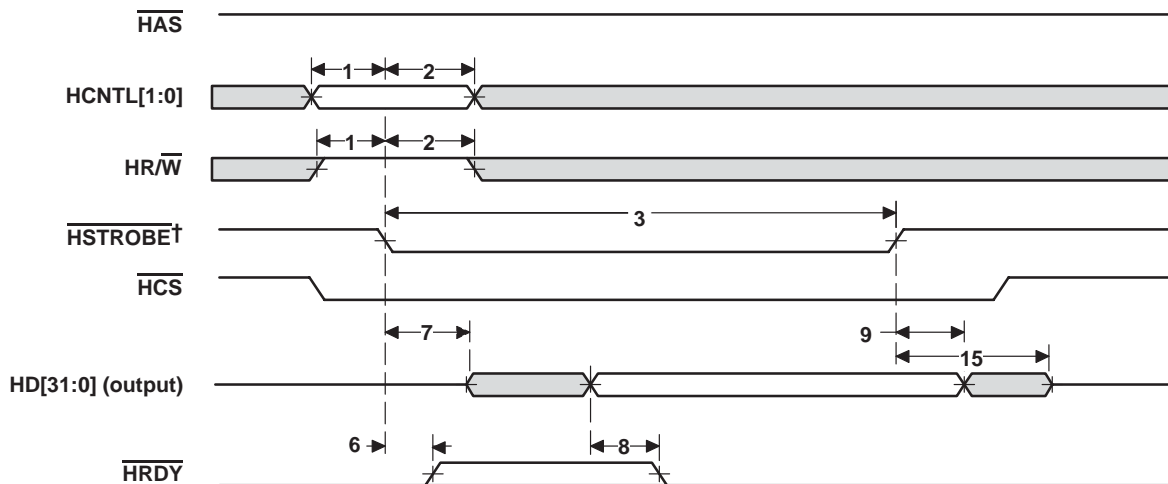 HAS
1 2
HCNTL[1:0]
1 2
HR/W
3
HSTROBE†
HCS
7 9
15
HD[31:0] (output)
6 8
HRDY